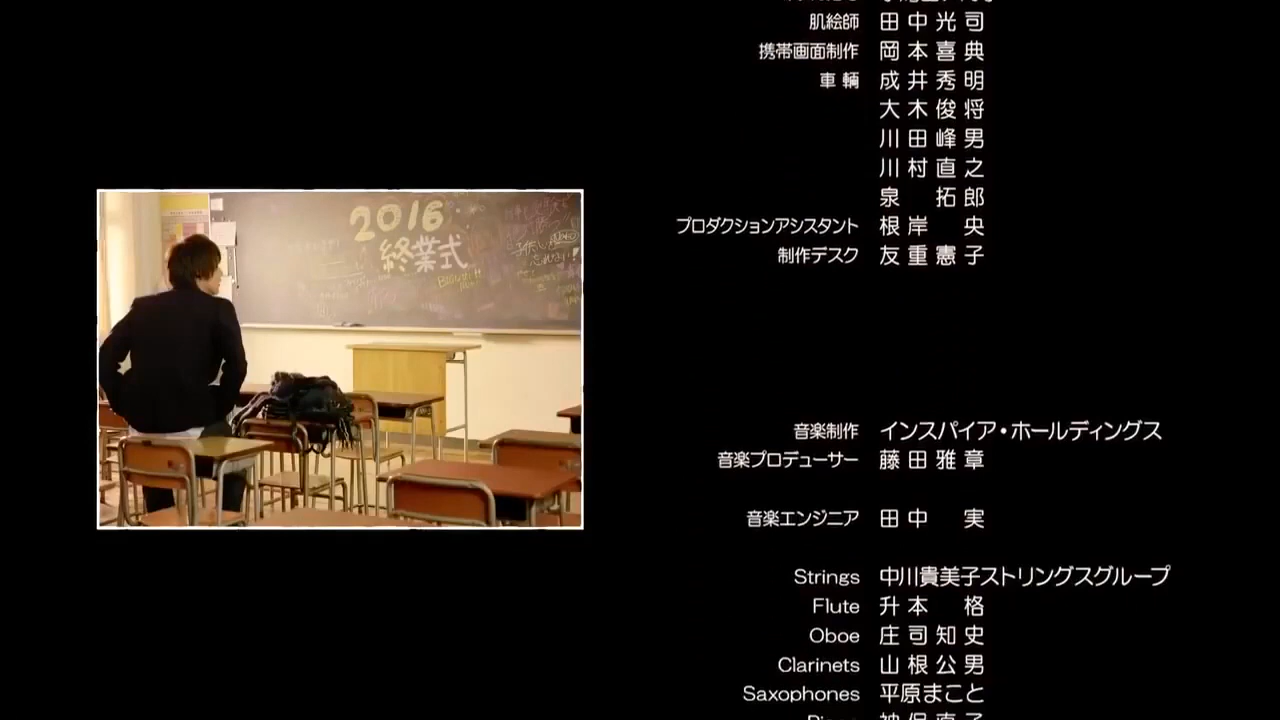 肌絵師 田中光司
携帯画面制作 岡本喜典
車輌 成井秀明
大木俊将
川田峰男
川村直之
泉 拓郎
プロダクションアシスタント 根岸 央
制作デスク 友重憲子
2016
終業式
音楽制作 インスパイア・ホールディングス
音楽プロデューサー 藤田雅章
音楽エンジニア 田中 実
Strings 中川貴美子ストリングスグループ
Flute 升本 格
Oboe 庄司知史
Clarinets 山根公男
Saxophones 平原まこと